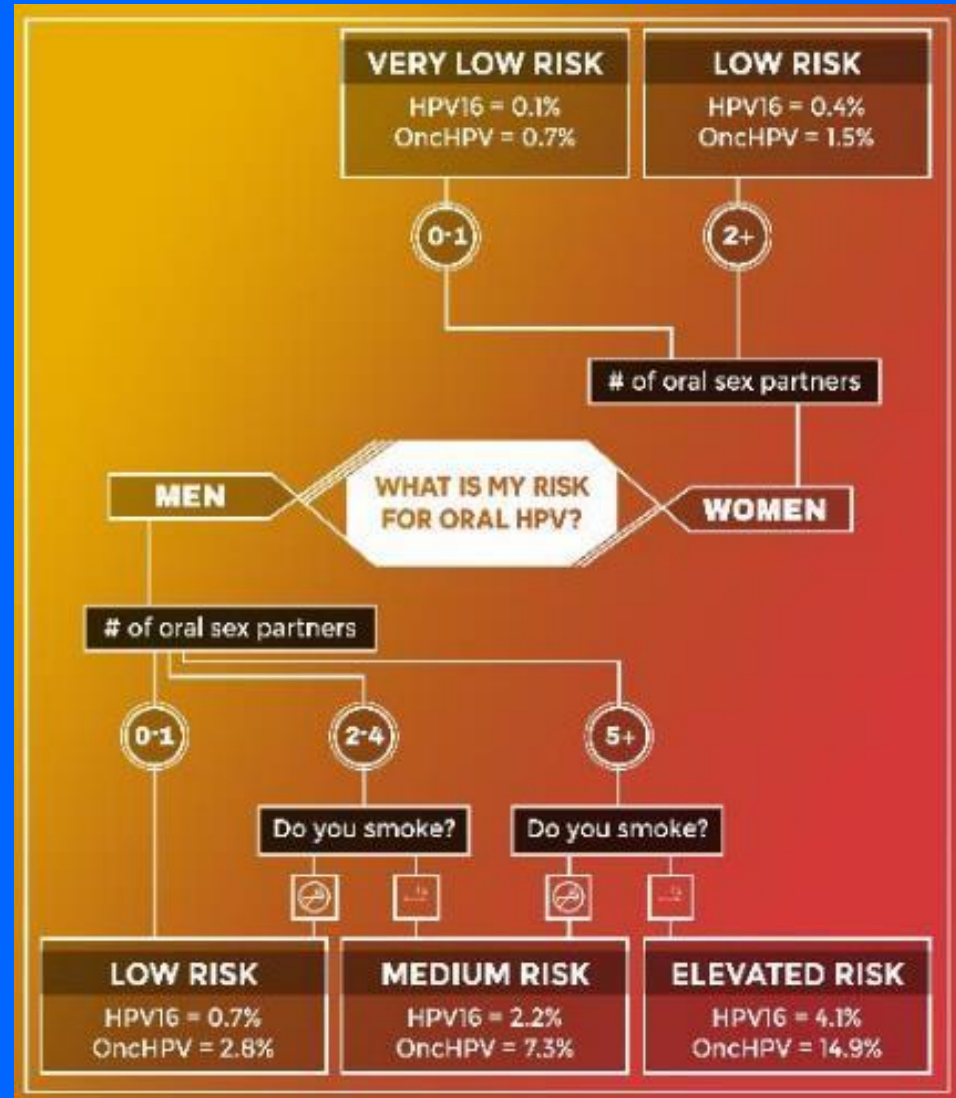 VERY LOW RISK
HPV16 = 0.1%
OncHPV = 0.7%
LOW RISK
HPV16 = 0.4%
OncHPV = 1.5%
0-1
2+
# of oral sex partners
MEN
WHAT IS MY RISK
FOR ORAL HPV?
WOMEN
# of oral sex partners
0-1
2-4
5+
Do you smoke?
Do you smoke?
LOW RISK
HPV16 = 0.7%
OncHPV = 2.8%
MEDIUM RISK
HPV16 = 2.2%
OncHPV = 7.3%
ELEVATED RISK
HPV16 = 4.1%
OncHPV = 14.9%